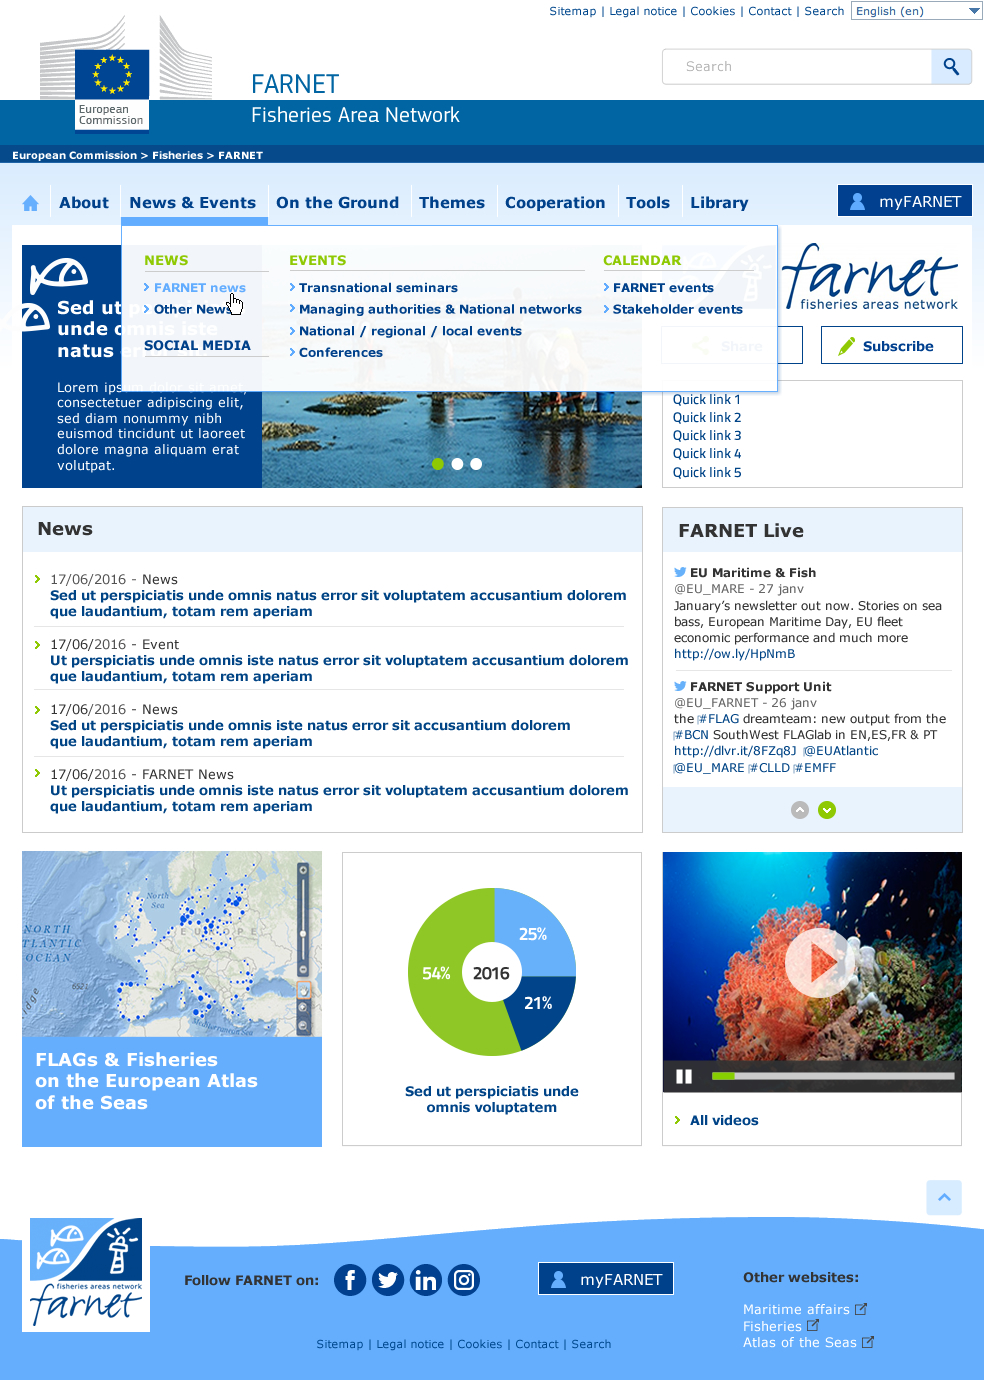 Sitemap | Legal notice | Cookies | Contact | Search
English (en)
European
Commission
FARNET
Fisheries Area Network
Search
European Commission > Fisheries > FARNET
About
News & Events
On the Ground
Themes
Cooperation
Tools
Library
myFARNET
NEWS
FARNET news
Other News
SOCIAL MEDIA
EVENTS
Transnational seminars
Managing authorities & National networks
National / regional / local events
Conferences
CALENDAR
FARNET events
Stakeholder events
Sed ut
unde omnis iste
natus
Lorem ipsum dolor sit amet,
consectetuer adipiscing elit,
sed diam nonummy nibh
euismod tincidunt ut laoreet
dolore magna aliquam erat
volutpat.
farnet
fisheries areas network
Share
Subscribe
Quick link 1
Quick link 2
Quick link 3
Quick link 4
Quick link 5
News
17/06/2016 - News
Sed ut perspiciatis unde omnis natus error sit voluptatem accusantium dolorem
que laudantium, totam rem aperiam
17/06/2016 - Event
Ut perspiciatis unde omnis iste natus error sit voluptatem accusantium dolorem
que laudantium, totam rem aperiam
17/06/2016 - News
Sed ut perspiciatis unde omnis iste natus error sit accusantium dolorem
que laudantium, totam rem aperiam
17/06/2016 - FARNET News
Ut perspiciatis unde omnis iste natus error sit voluptatem accusantium dolorem
que laudantium, totam rem aperiam
FARNET Live
EU Maritime & Fish
@EU_MARE - 27 janv
January's newsletter out now. Stories on sea
bass, European Maritime Day, EU fleet
economic performance and much more
http://ow.ly/HpNmB
FARNET Support Unit
@EU_FARNET - 26 janv
the #FLAG dreamteam: new output from the
#BCN SouthWest FLAGlab in EN,ES,FR & PT
http://dlvr.it/8FZq8J @EUAtlantic
@EU_MARE #CLLD #EMFF
North
Sea
NORTH
ATLANTIC
OCEAN
EUROPE
Mediterranean Sea
FLAGs & Fisheries
on the European Atlas
of the Seas
25%
54%
2016
21%
Sed ut perspiciatis unde
omnis voluptatem
All videos
fisheries areas network
farnet
Follow FARNET on:
myFARNET
Other websites:
Maritime affairs
Fisheries
Atlas of the Seas
Sitemap | Legal notice | Cookies | Contact | Search